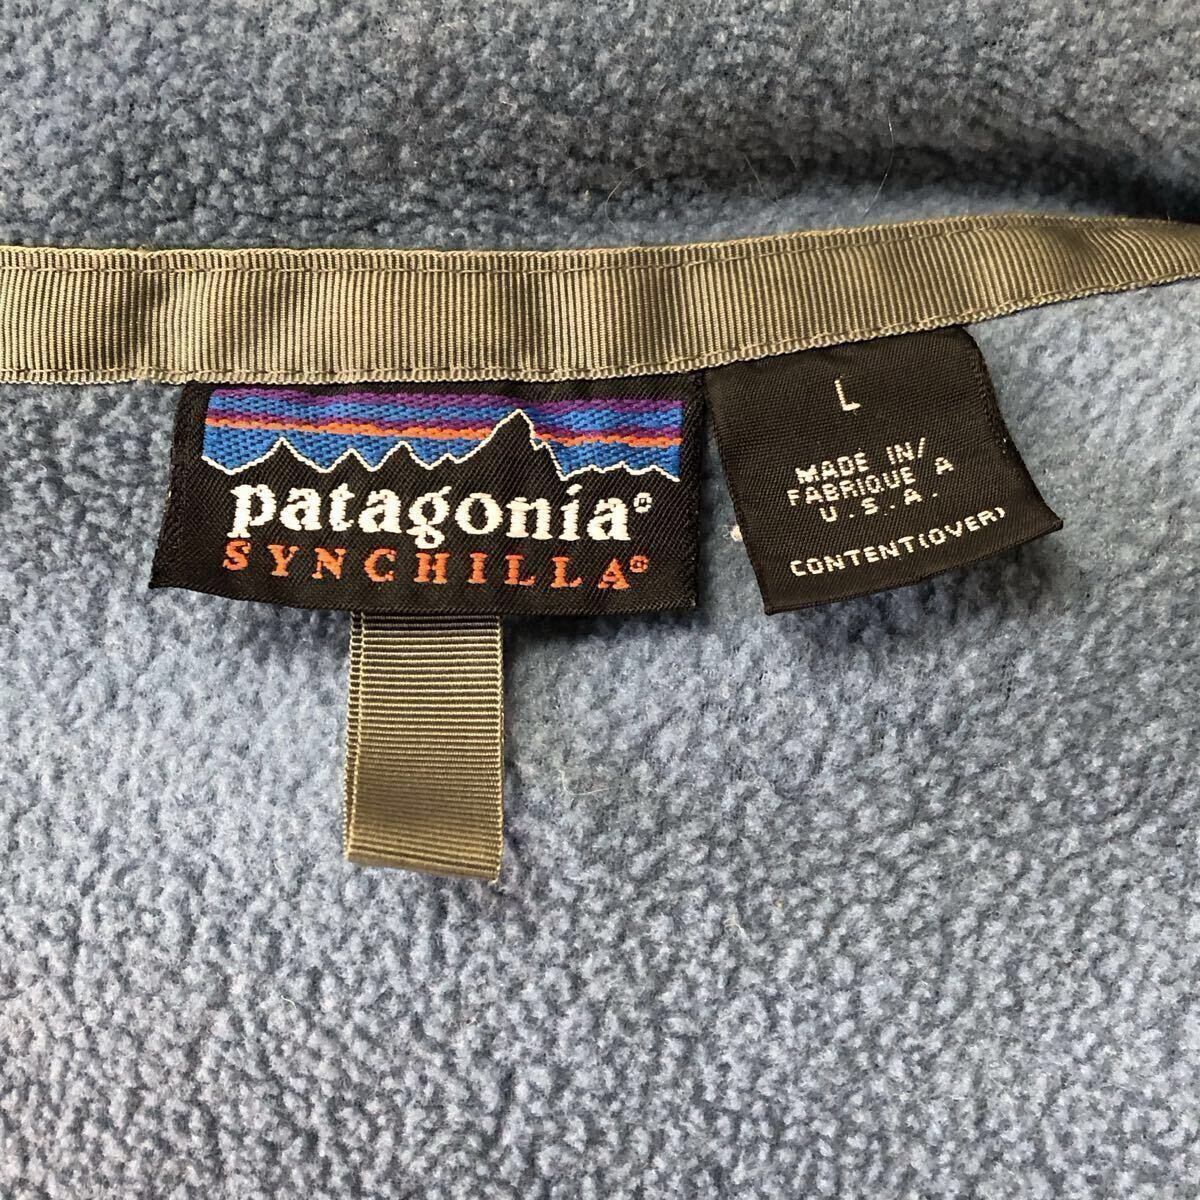 patagonia®
SYNCHILLA®
L
MADE IN/
FABRIQUE A
U.S.A.
CONTENT(OVER)